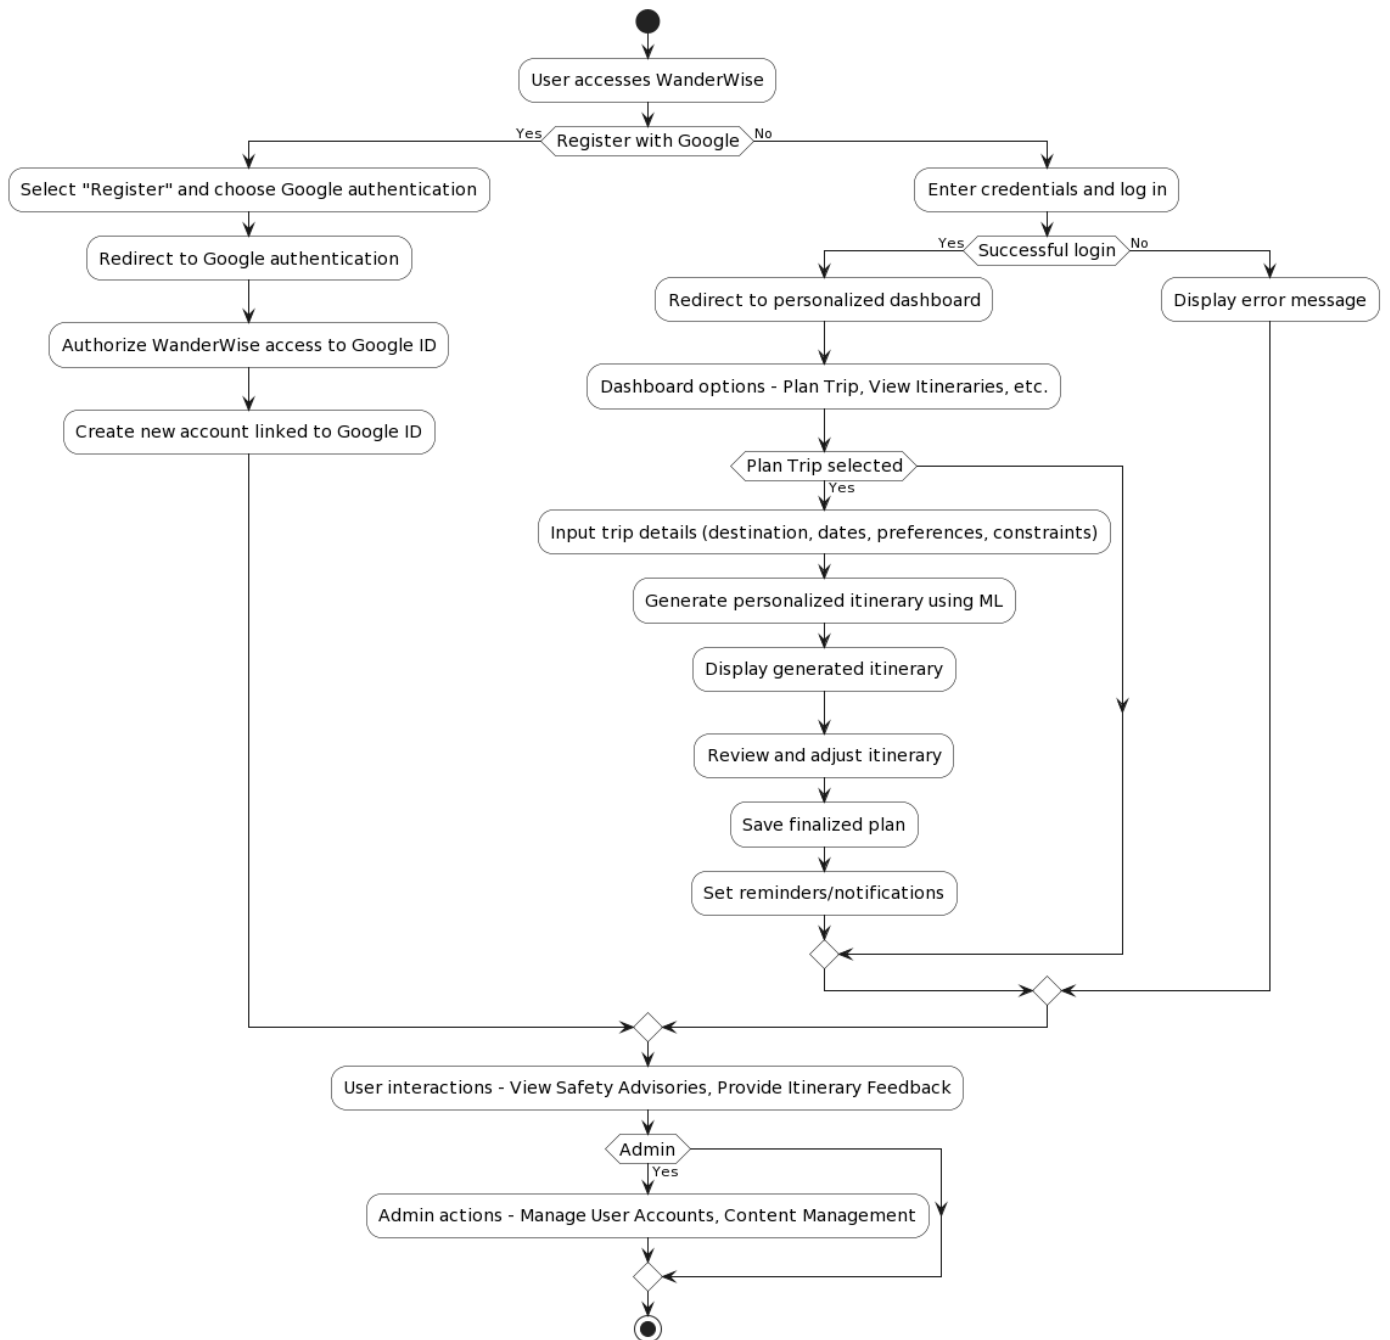 User accesses WanderWise
Yes
Register with Google
No
Select "Register" and choose Google authentication
Redirect to Google authentication
Authorize WanderWise access to Google ID
Create new account linked to Google ID
Enter credentials and log in
Yes
Successful login
No
Redirect to personalized dashboard
Dashboard options - Plan Trip, View Itineraries, etc.
Plan Trip selected
Yes
Input trip details (destination, dates, preferences, constraints)
Generate personalized itinerary using ML
Display generated itinerary
Review and adjust itinerary
Save finalized plan
Set reminders/notifications
Display error message
User interactions - View Safety Advisories, Provide Itinerary Feedback
Admin
Yes
Admin actions - Manage User Accounts, Content Management